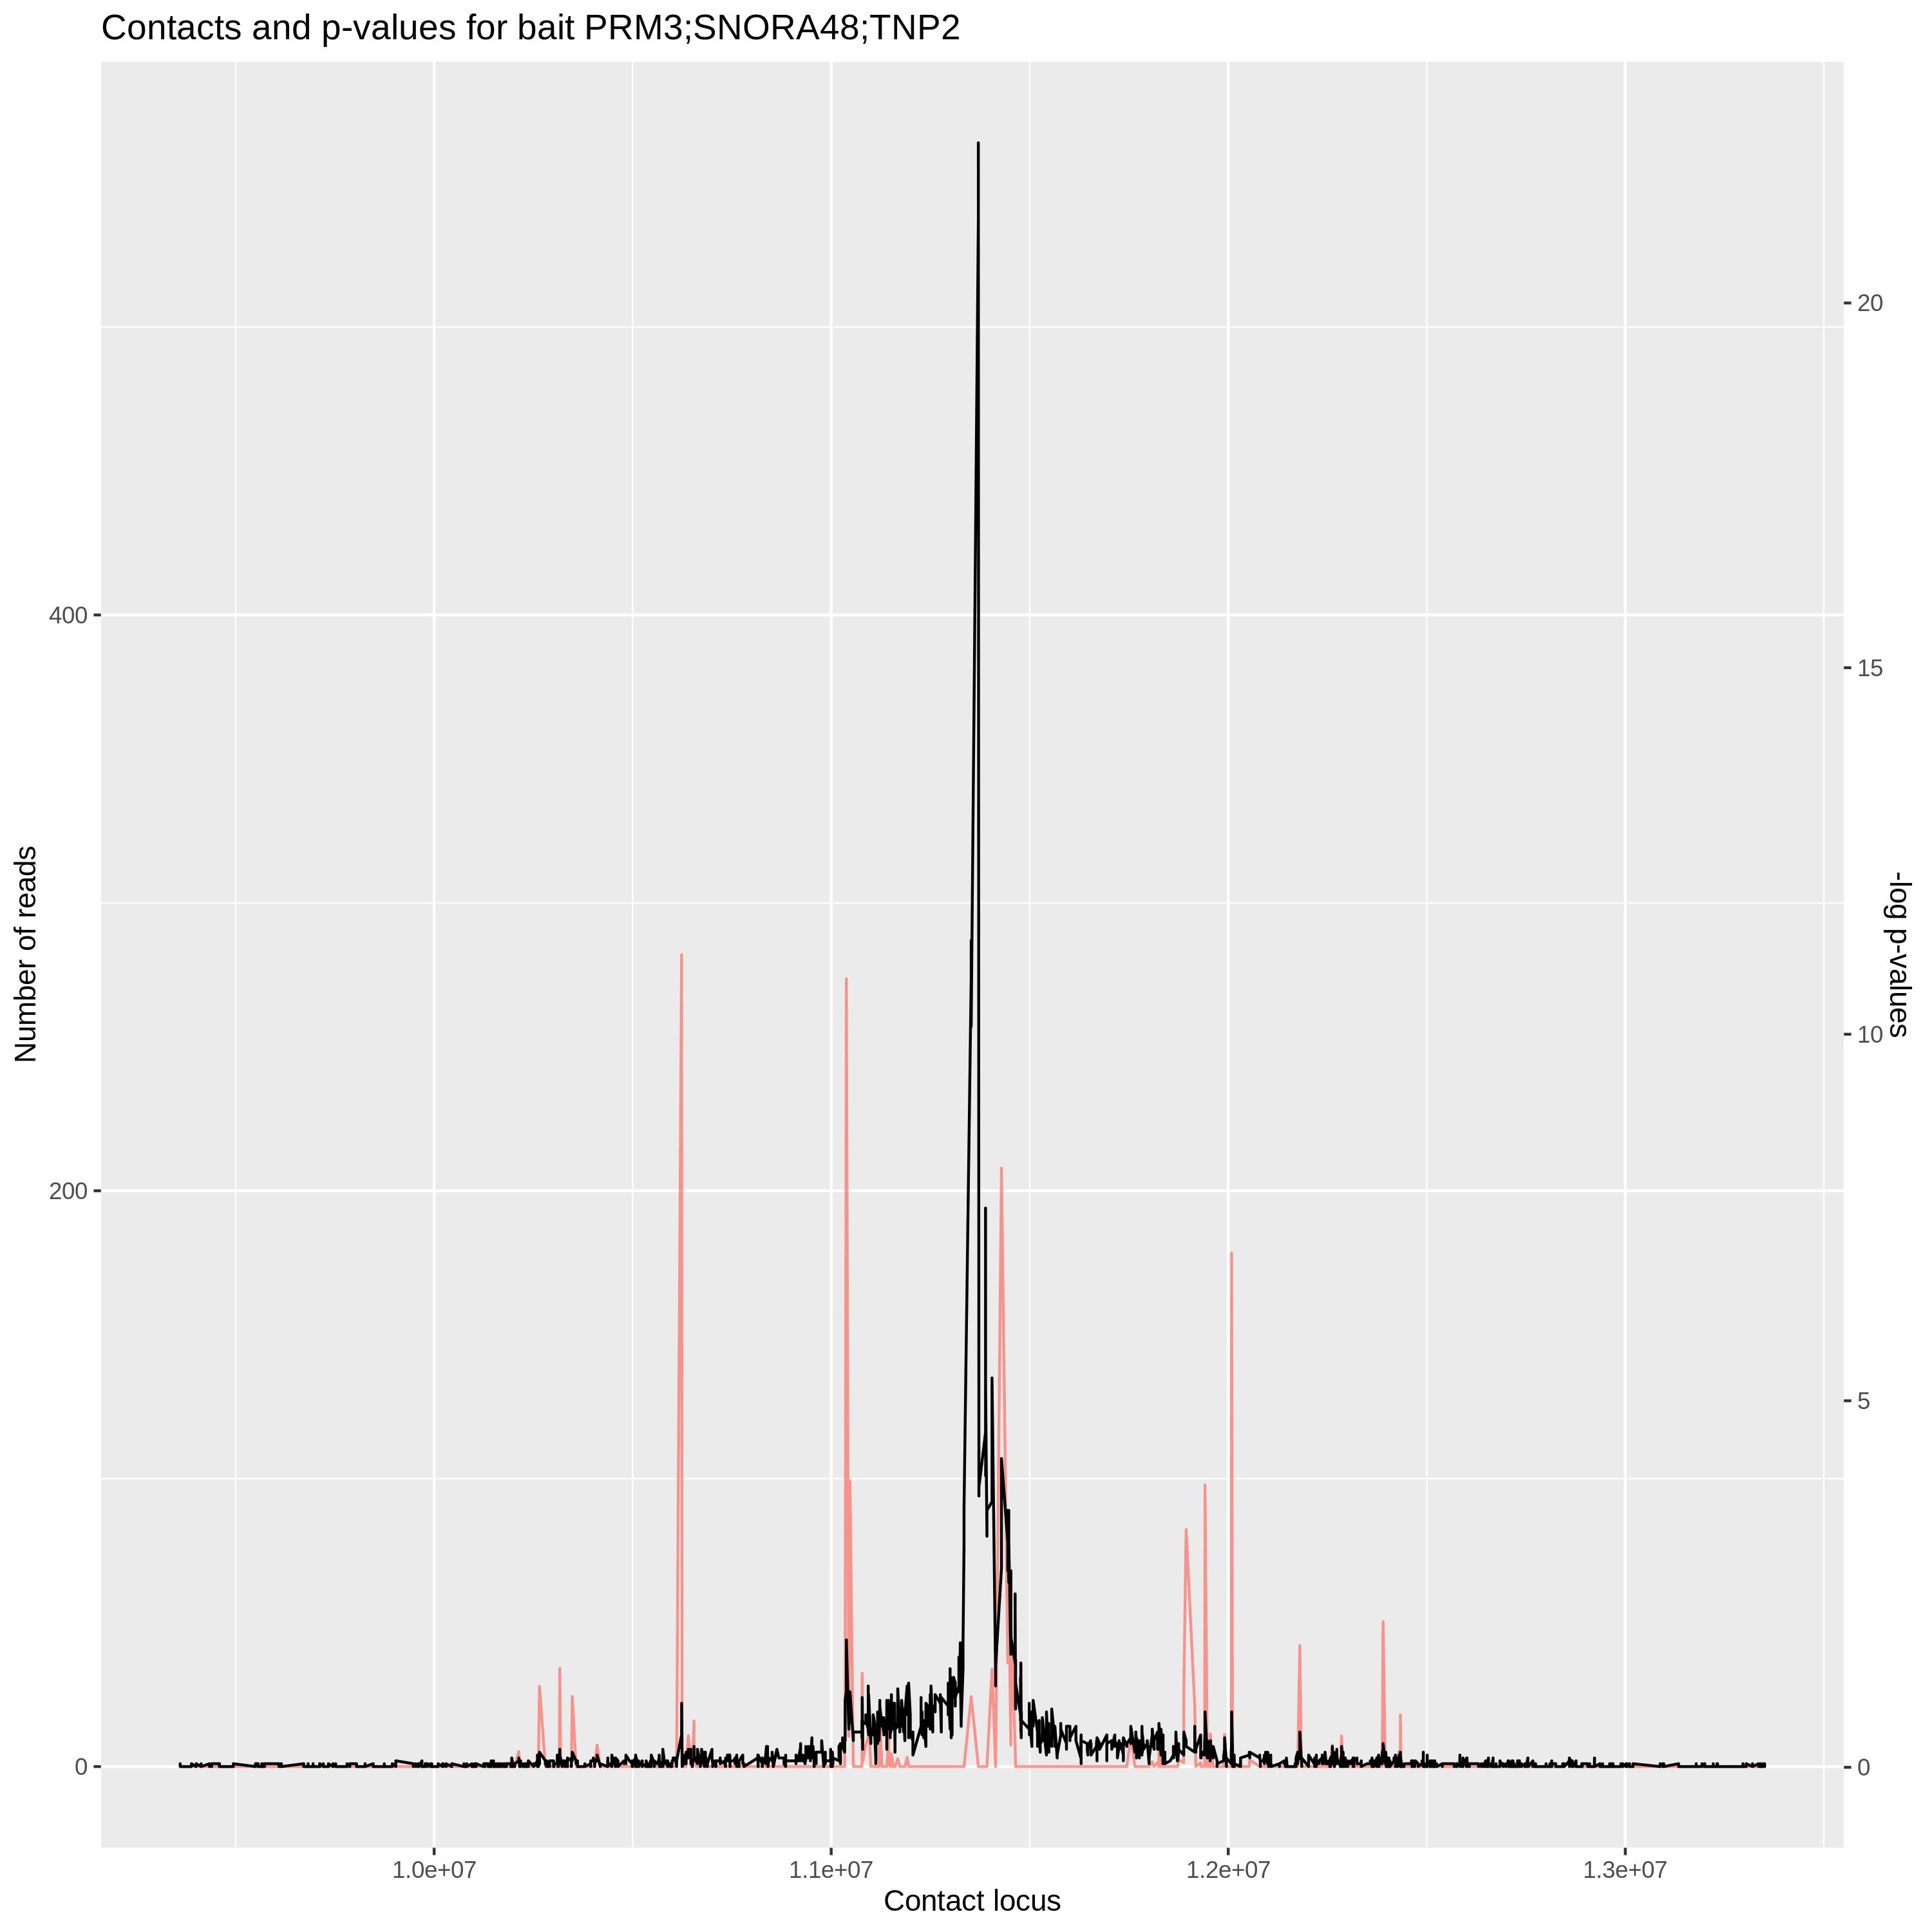 Contacts and p-values for bait PRM3;SNORA48;TNP2
Number of reads
400
200
0
-log p-values
20
15
10
5
0
1.0e+07
1.1e+07
1.2e+07
1.3e+07
Contact locus